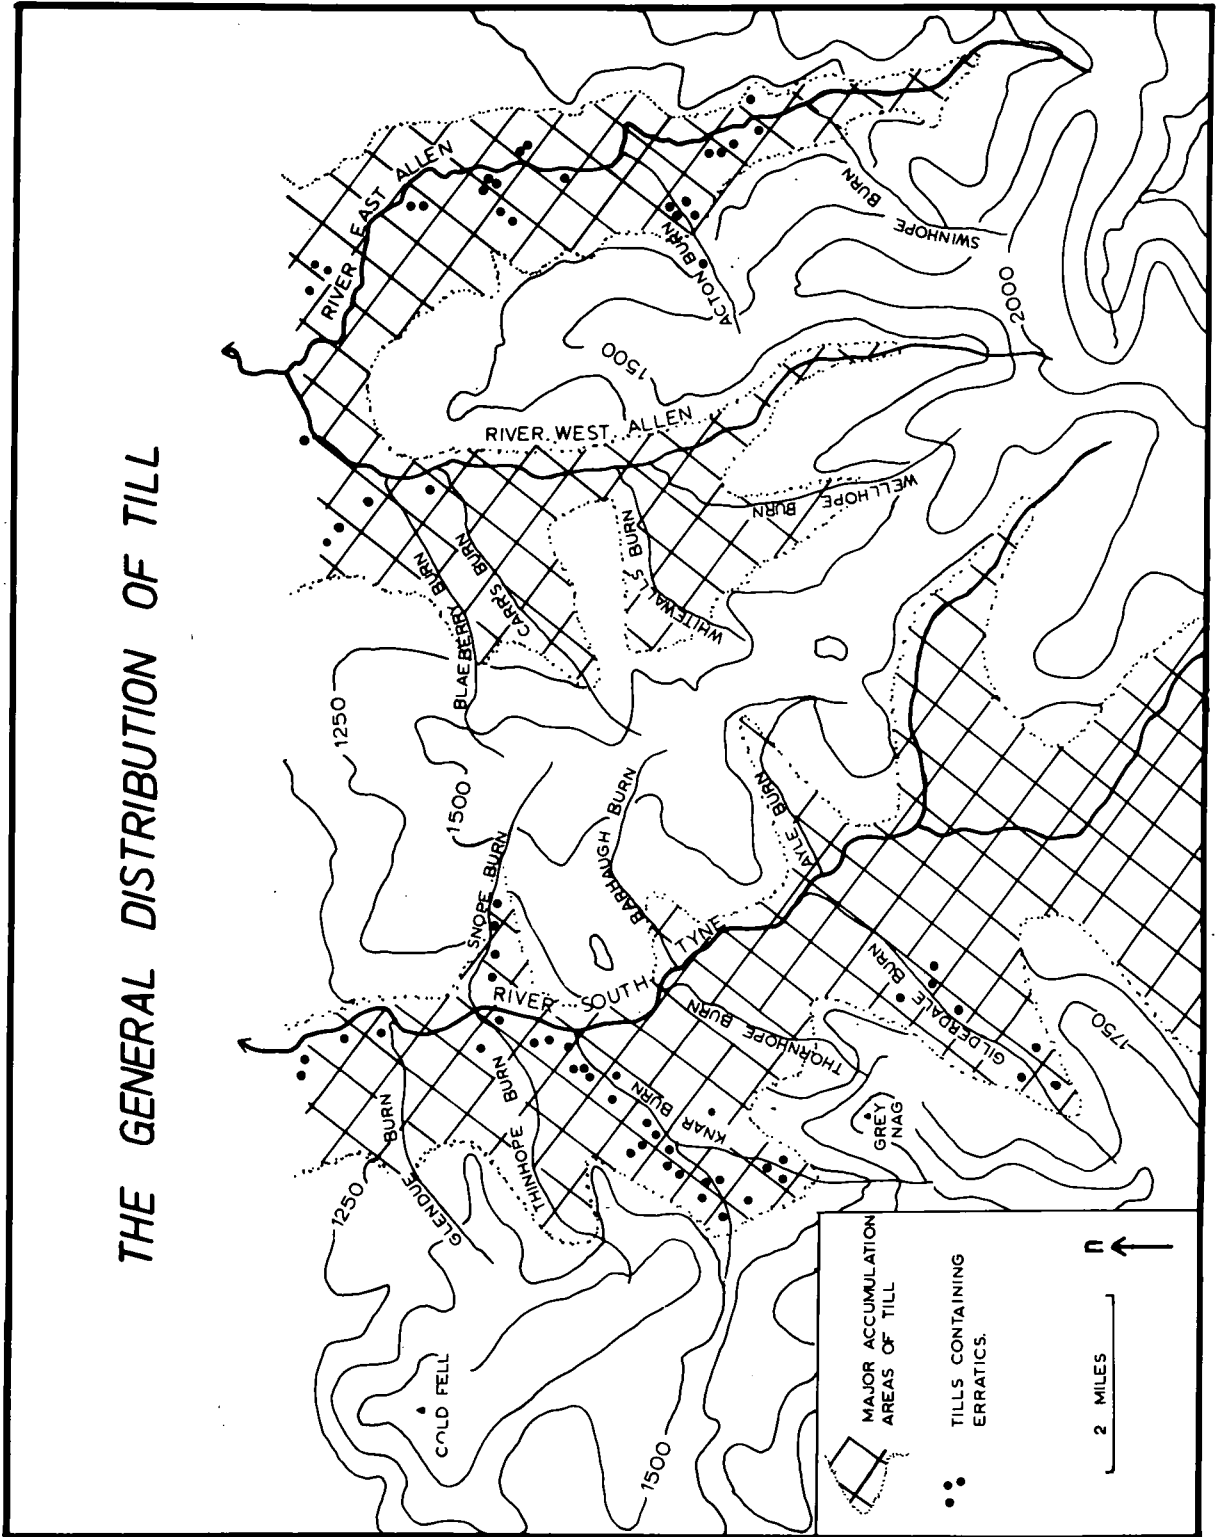 THE GENERAL DISTRIBUTION OF TILL
RIVER EAST ALLEN
ACTON BURN
SWINHOPE
BURN
2000
1500
RIVER WEST ALLEN
WELLHOPE
BURN
WHITEWALLS BURN
CARR'S BURN
BLAEBERRY BURN
1250
1500
SNOPE BURN
BARHAUGH BURN
AYLE BURN
RIVER SOUTH TYNE
GILDERDALE BURN
1750
THORNHOPE BURN
GREY
NAG
KNAR BURN
THINHOPE BURN
GLENDUE BURN
1250
COLD FELL
1500
MAJOR ACCUMULATION
AREAS OF TILL
TILLS CONTAINING
ERRATICS.
2 MILES
n